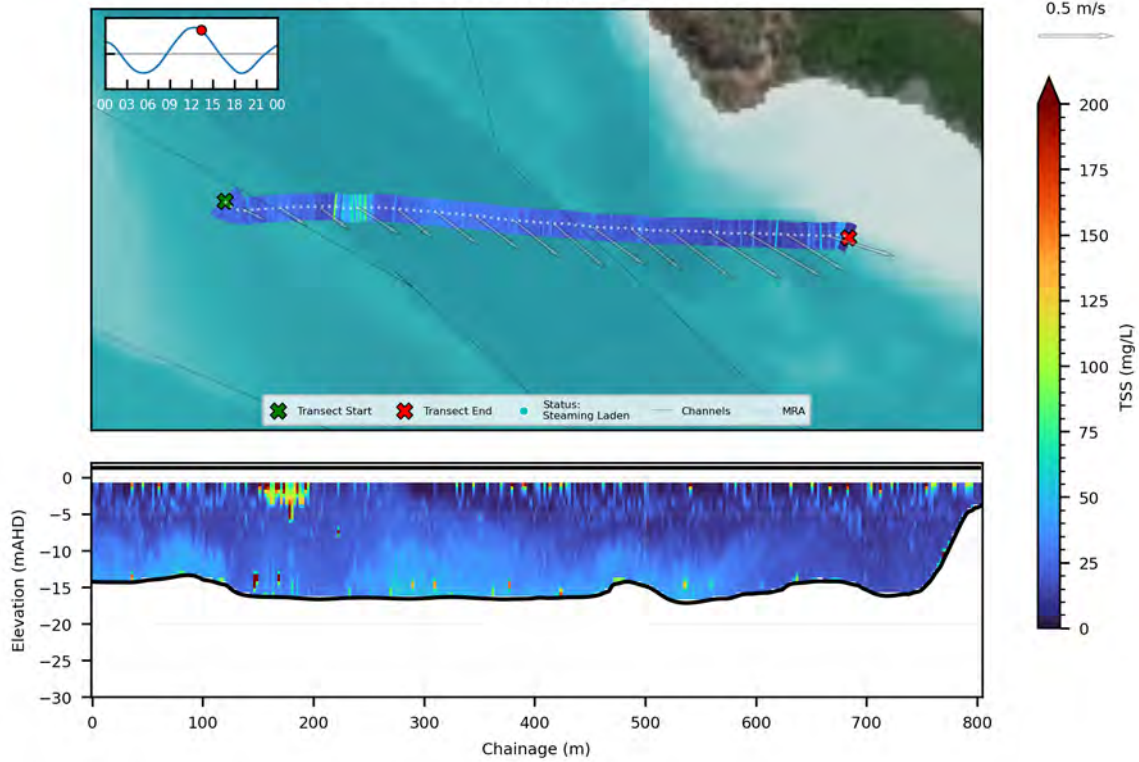 0.5 m/s
00 03 06 09 12 15 18 21 00
Transect Start
Transect End
Status:
Steaming Laden
Channels
MRA
200
175
150
125
100
75
50
25
0
TSS (mg/L)
0
−5
−10
−15
−20
−25
−30
Elevation (mAHD)
0 100 200 300 400 500 600 700 800
Chainage (m)